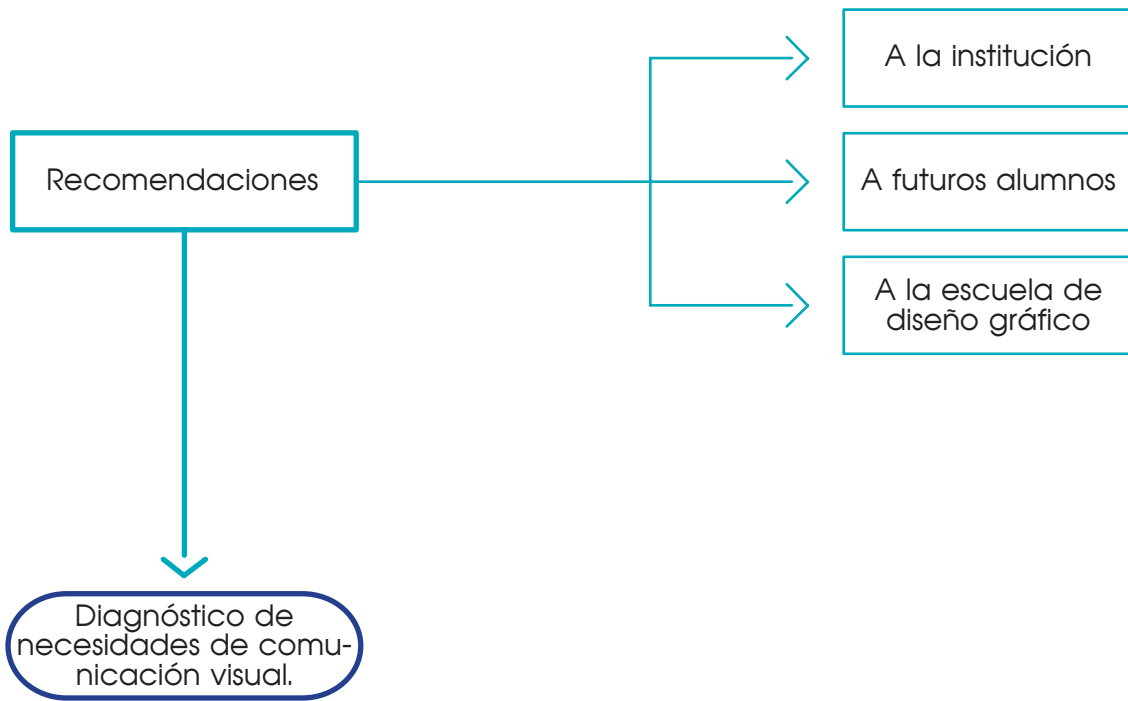 A la institución
Recomendaciones
A futuros alumnos
A la escuela de
diseño gráfico
Diagnóstico de
necesidades de comu-
nicación visual.